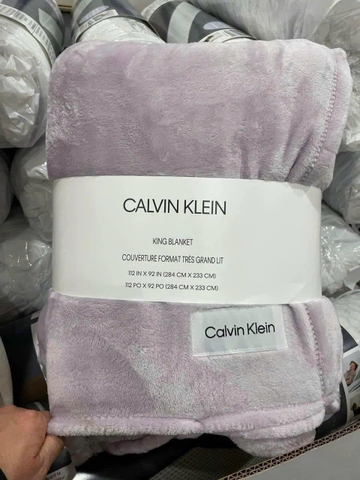 CALVIN KLEIN
KING BLANKET
COUVERTURE FORMAT TRÈS GRAND LIT
112 IN X 92 IN (284 CM X 233 CM)
112 PO X 92 PO (284 CM X 233 CM)
Calvin Klein